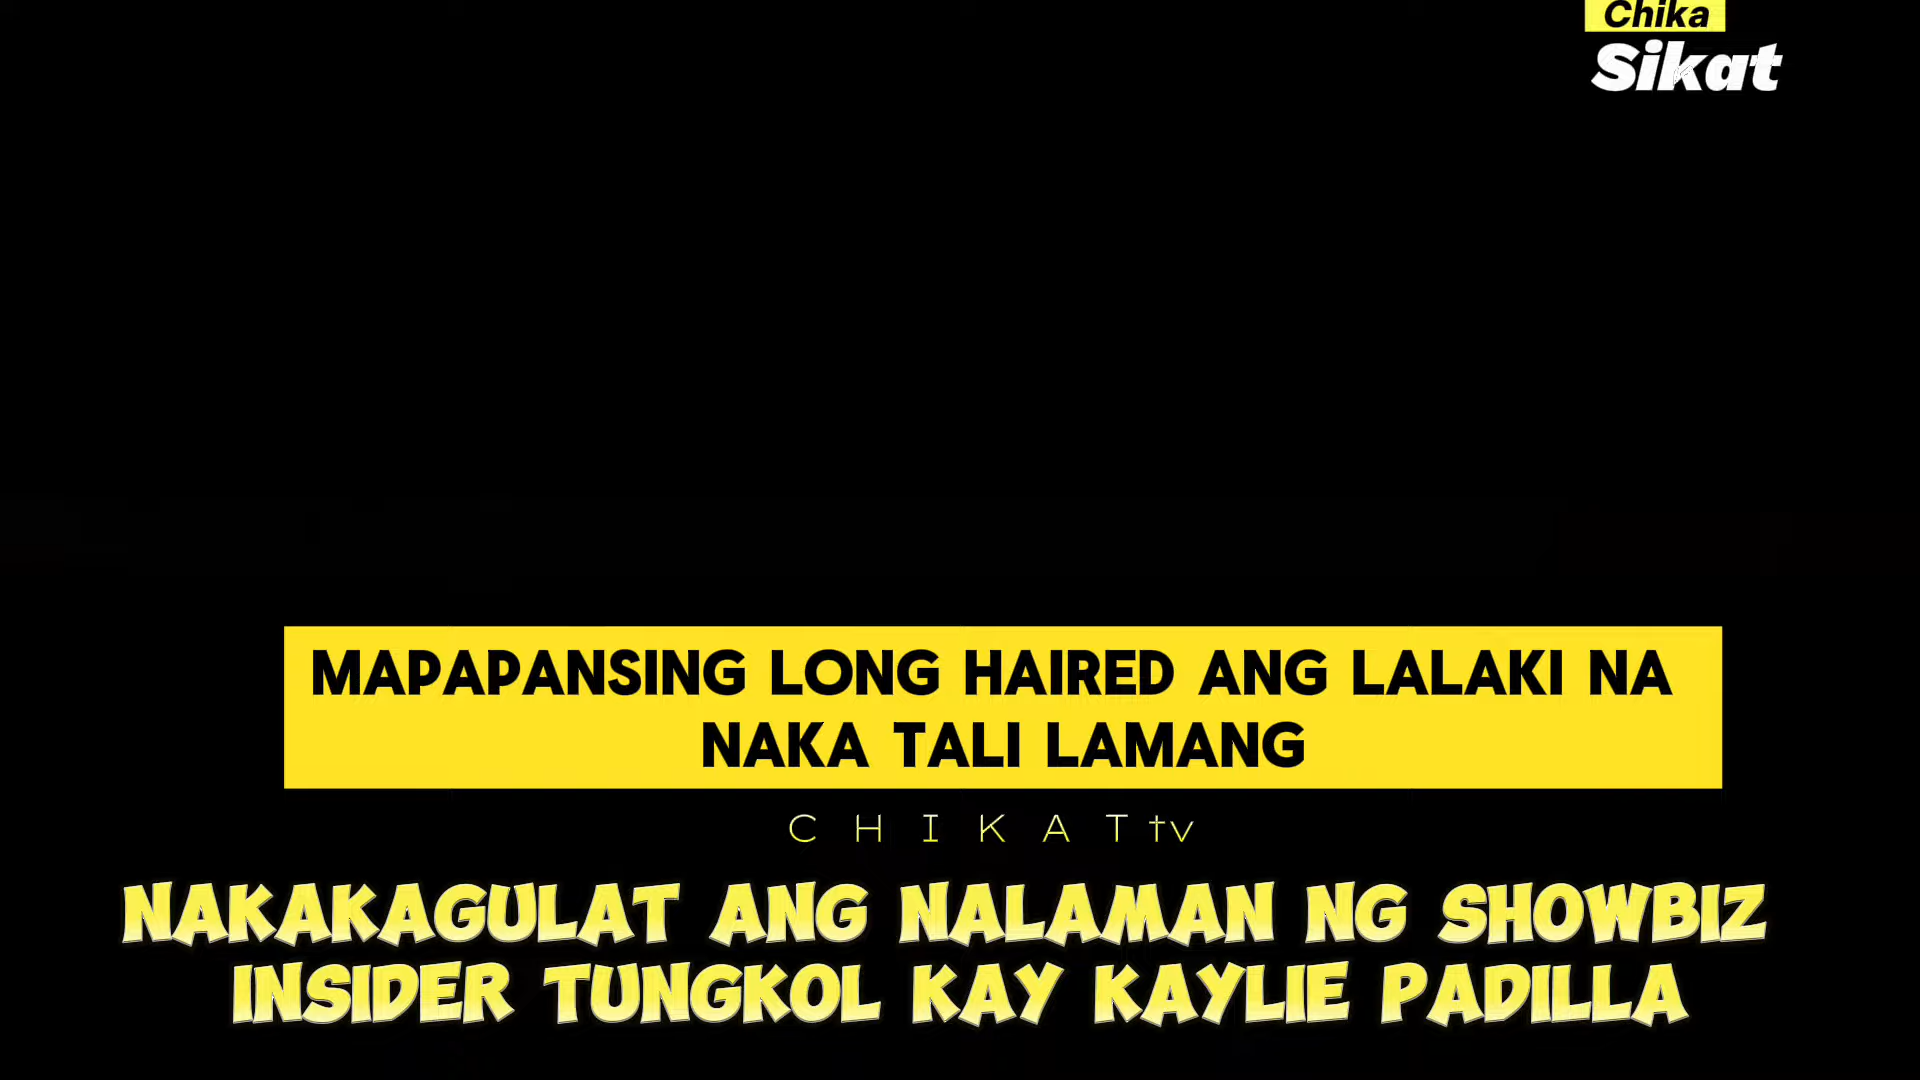 Chika
Sikat
MAPAPANSING LONG HAIRED ANG LALAKI NA
NAKA TALI LAMANG
CHIKAT tv
NAKAKAGULAT ANG NALAMAN NG SHOWBIZ
INSIDER TUNGKOL KAY KAYLIE PADILLA